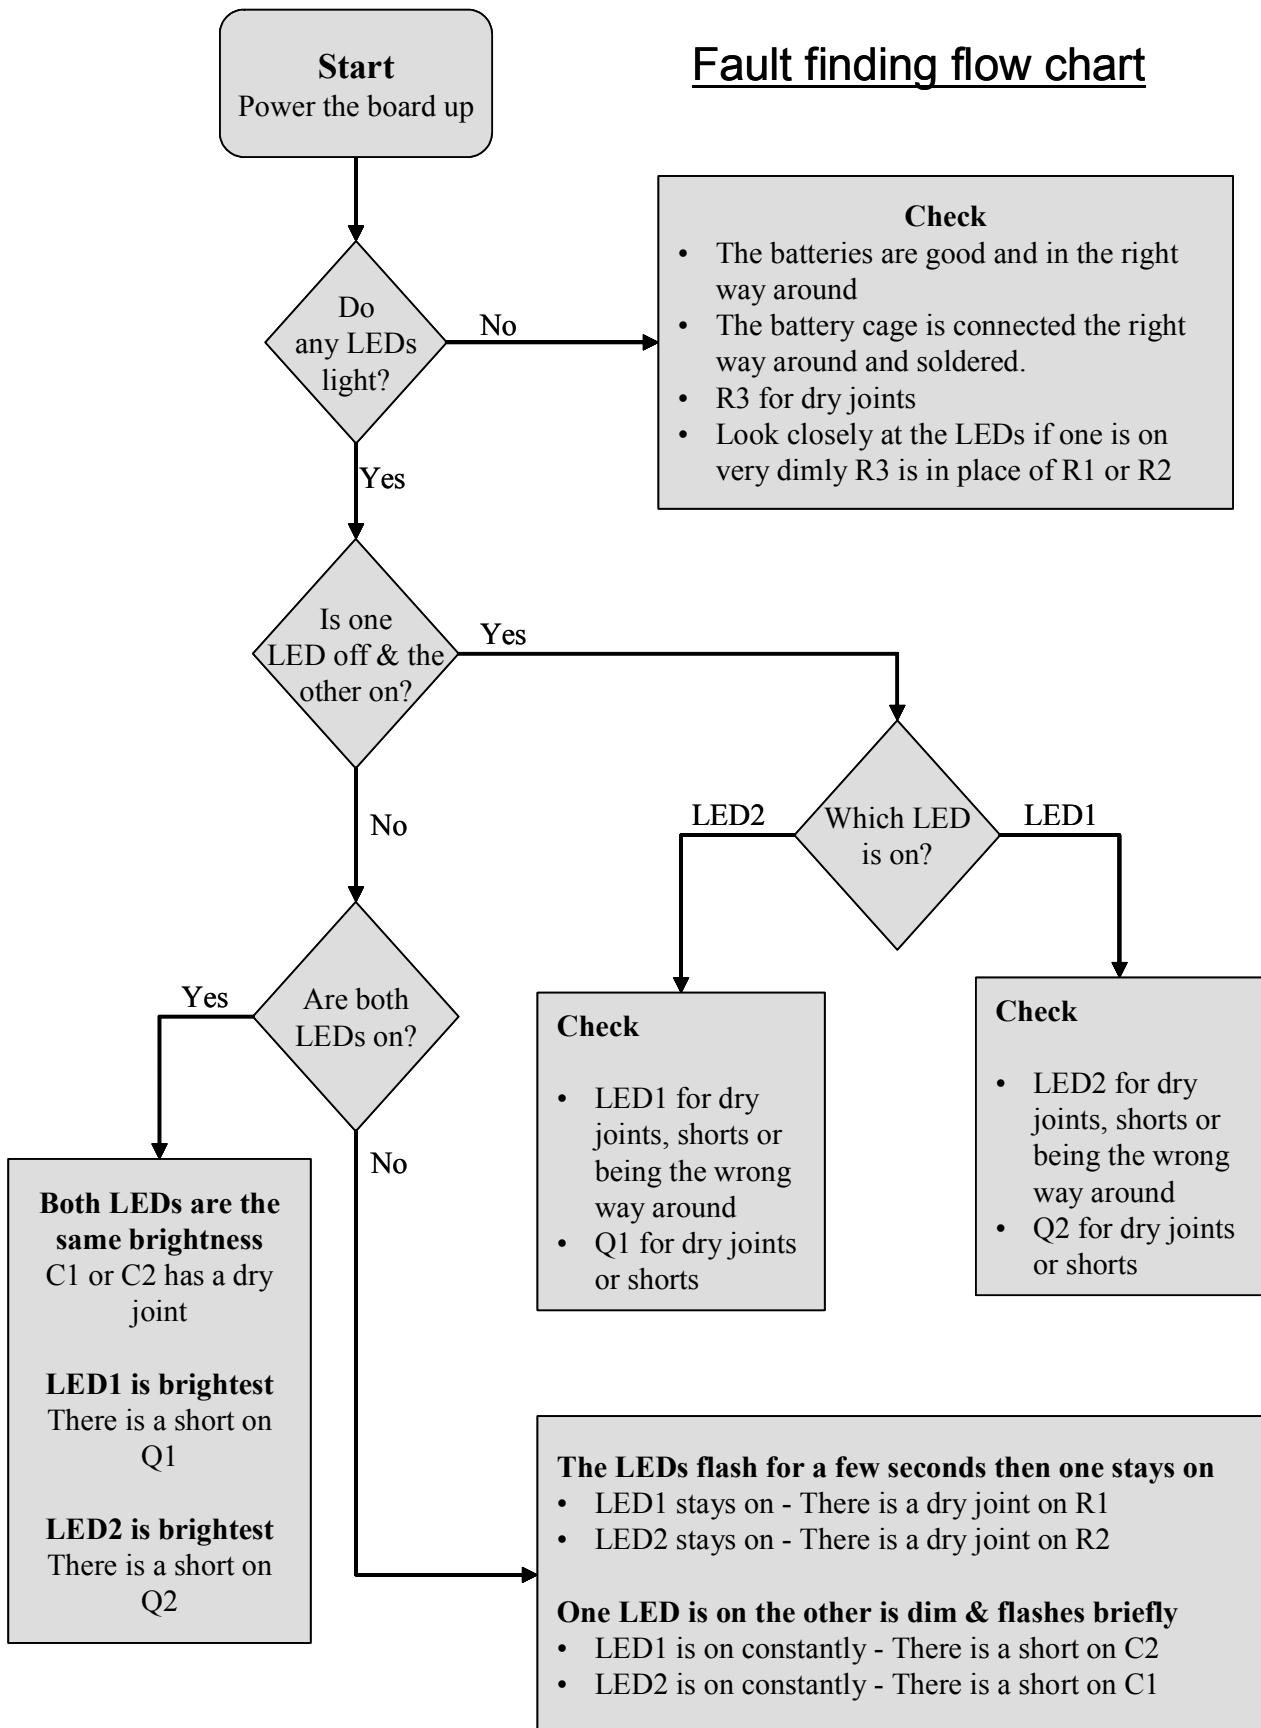 Fault finding flow chart
Start
Power the board up
Do
any LEDs
light?
No
Check
• The batteries are good and in the right
way around
• The battery cage is connected the right
way around and soldered.
• R3 for dry joints
• Look closely at the LEDs if one is on
very dimly R3 is in place of R1 or R2
Yes
Is one
LED off & the
other on?
Yes
Which LED
is on?
LED2
LED1
Check
• LED1 for dry
joints, shorts or
being the wrong
way around
• Q1 for dry joints
or shorts
Check
• LED2 for dry
joints, shorts or
being the wrong
way around
• Q2 for dry joints
or shorts
No
Are both
LEDs on?
Yes
Both LEDs are the
same brightness
C1 or C2 has a dry
joint
LED1 is brightest
There is a short on
Q1
LED2 is brightest
There is a short on
Q2
No
The LEDs flash for a few seconds then one stays on
• LED1 stays on - There is a dry joint on R1
• LED2 stays on - There is a dry joint on R2
One LED is on the other is dim & flashes briefly
• LED1 is on constantly - There is a short on C2
• LED2 is on constantly - There is a short on C1